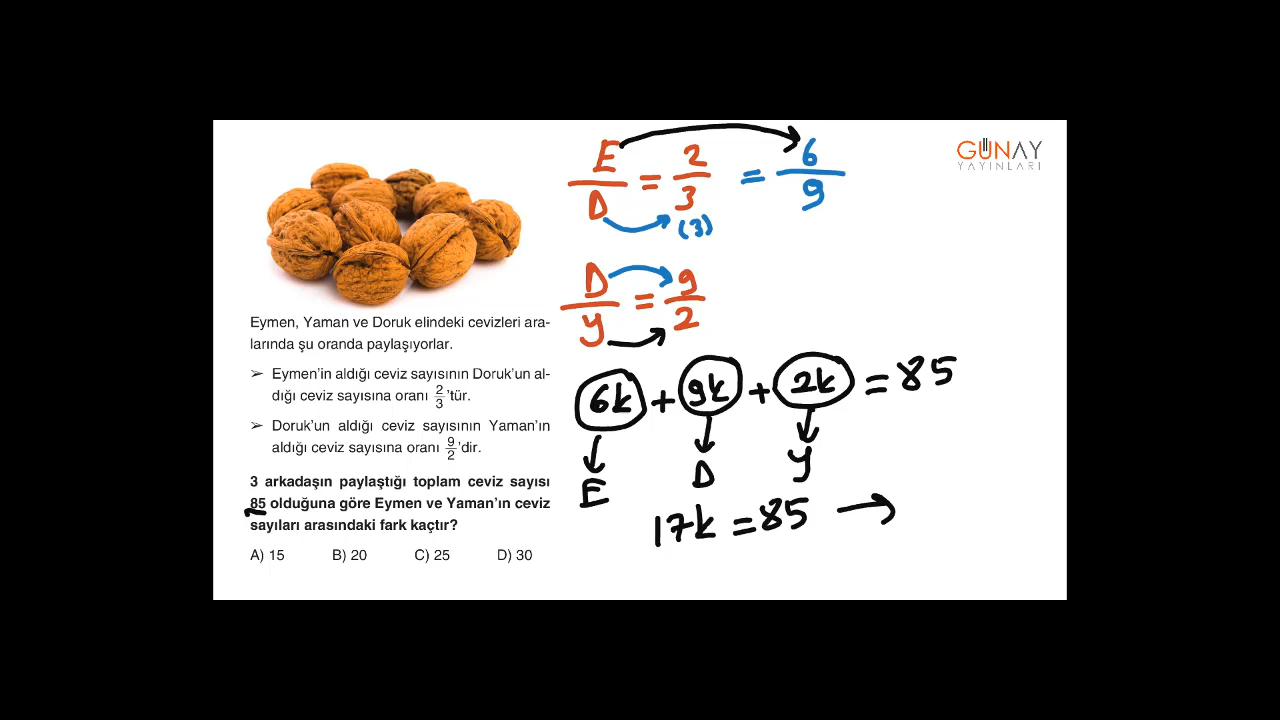 GÜNAY
YAYINLARI
E/D = 2/3 = 6/9
(3)
D/y = 9/2
Eymen, Yaman ve Doruk elindeki cevizleri ara-
larında şu oranda paylaşıyorlar.
➢ Eymen'in aldığı ceviz sayısının Doruk'un al-
dığı ceviz sayısına oranı 2/3'tür.
➢ Doruk'un aldığı ceviz sayısının Yaman'ın
aldığı ceviz sayısına oranı 9/2'dir.
3 arkadaşın paylaştığı toplam ceviz sayısı
85 olduğuna göre Eymen ve Yaman'ın ceviz
sayıları arasındaki fark kaçtır?
A) 15 B) 20 C) 25 D) 30
6k + 9k + 2k = 85
E D y
17k = 85 →